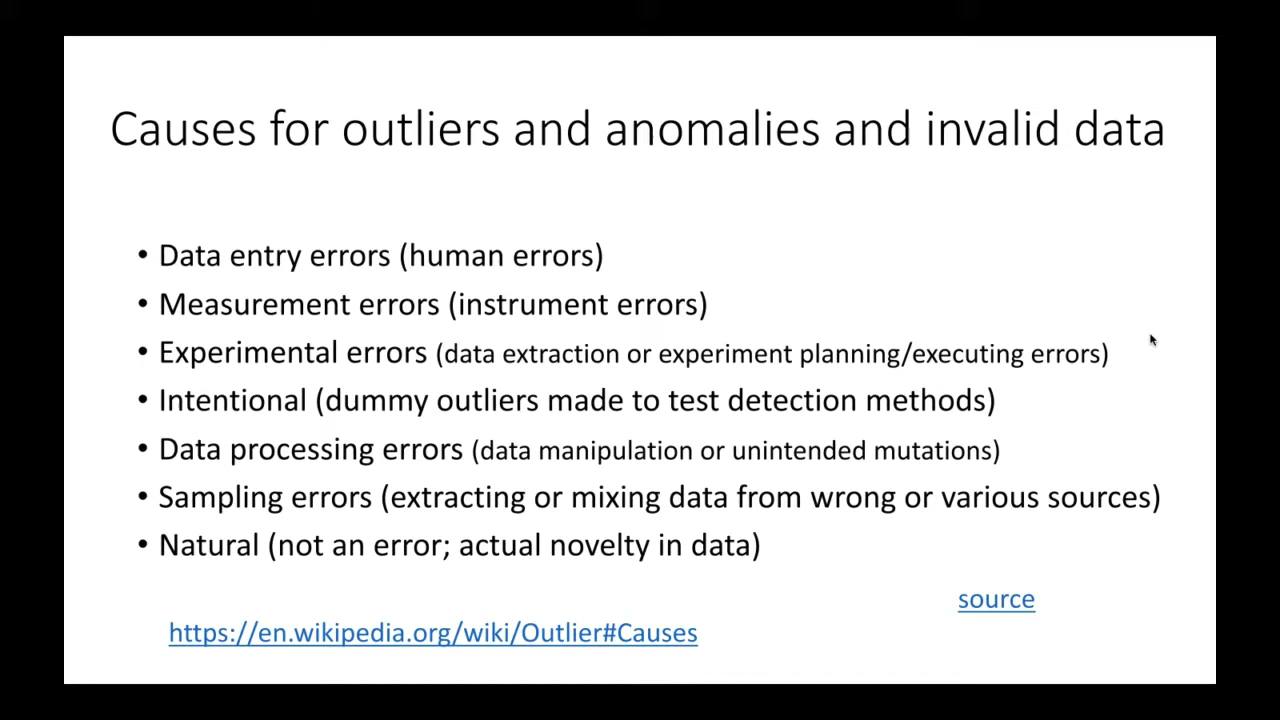 Causes for outliers and anomalies and invalid data
• Data entry errors (human errors)
• Measurement errors (instrument errors)
• Experimental errors (data extraction or experiment planning/executing errors)
• Intentional (dummy outliers made to test detection methods)
• Data processing errors (data manipulation or unintended mutations)
• Sampling errors (extracting or mixing data from wrong or various sources)
• Natural (not an error; actual novelty in data)
source
https://en.wikipedia.org/wiki/Outlier#Causes